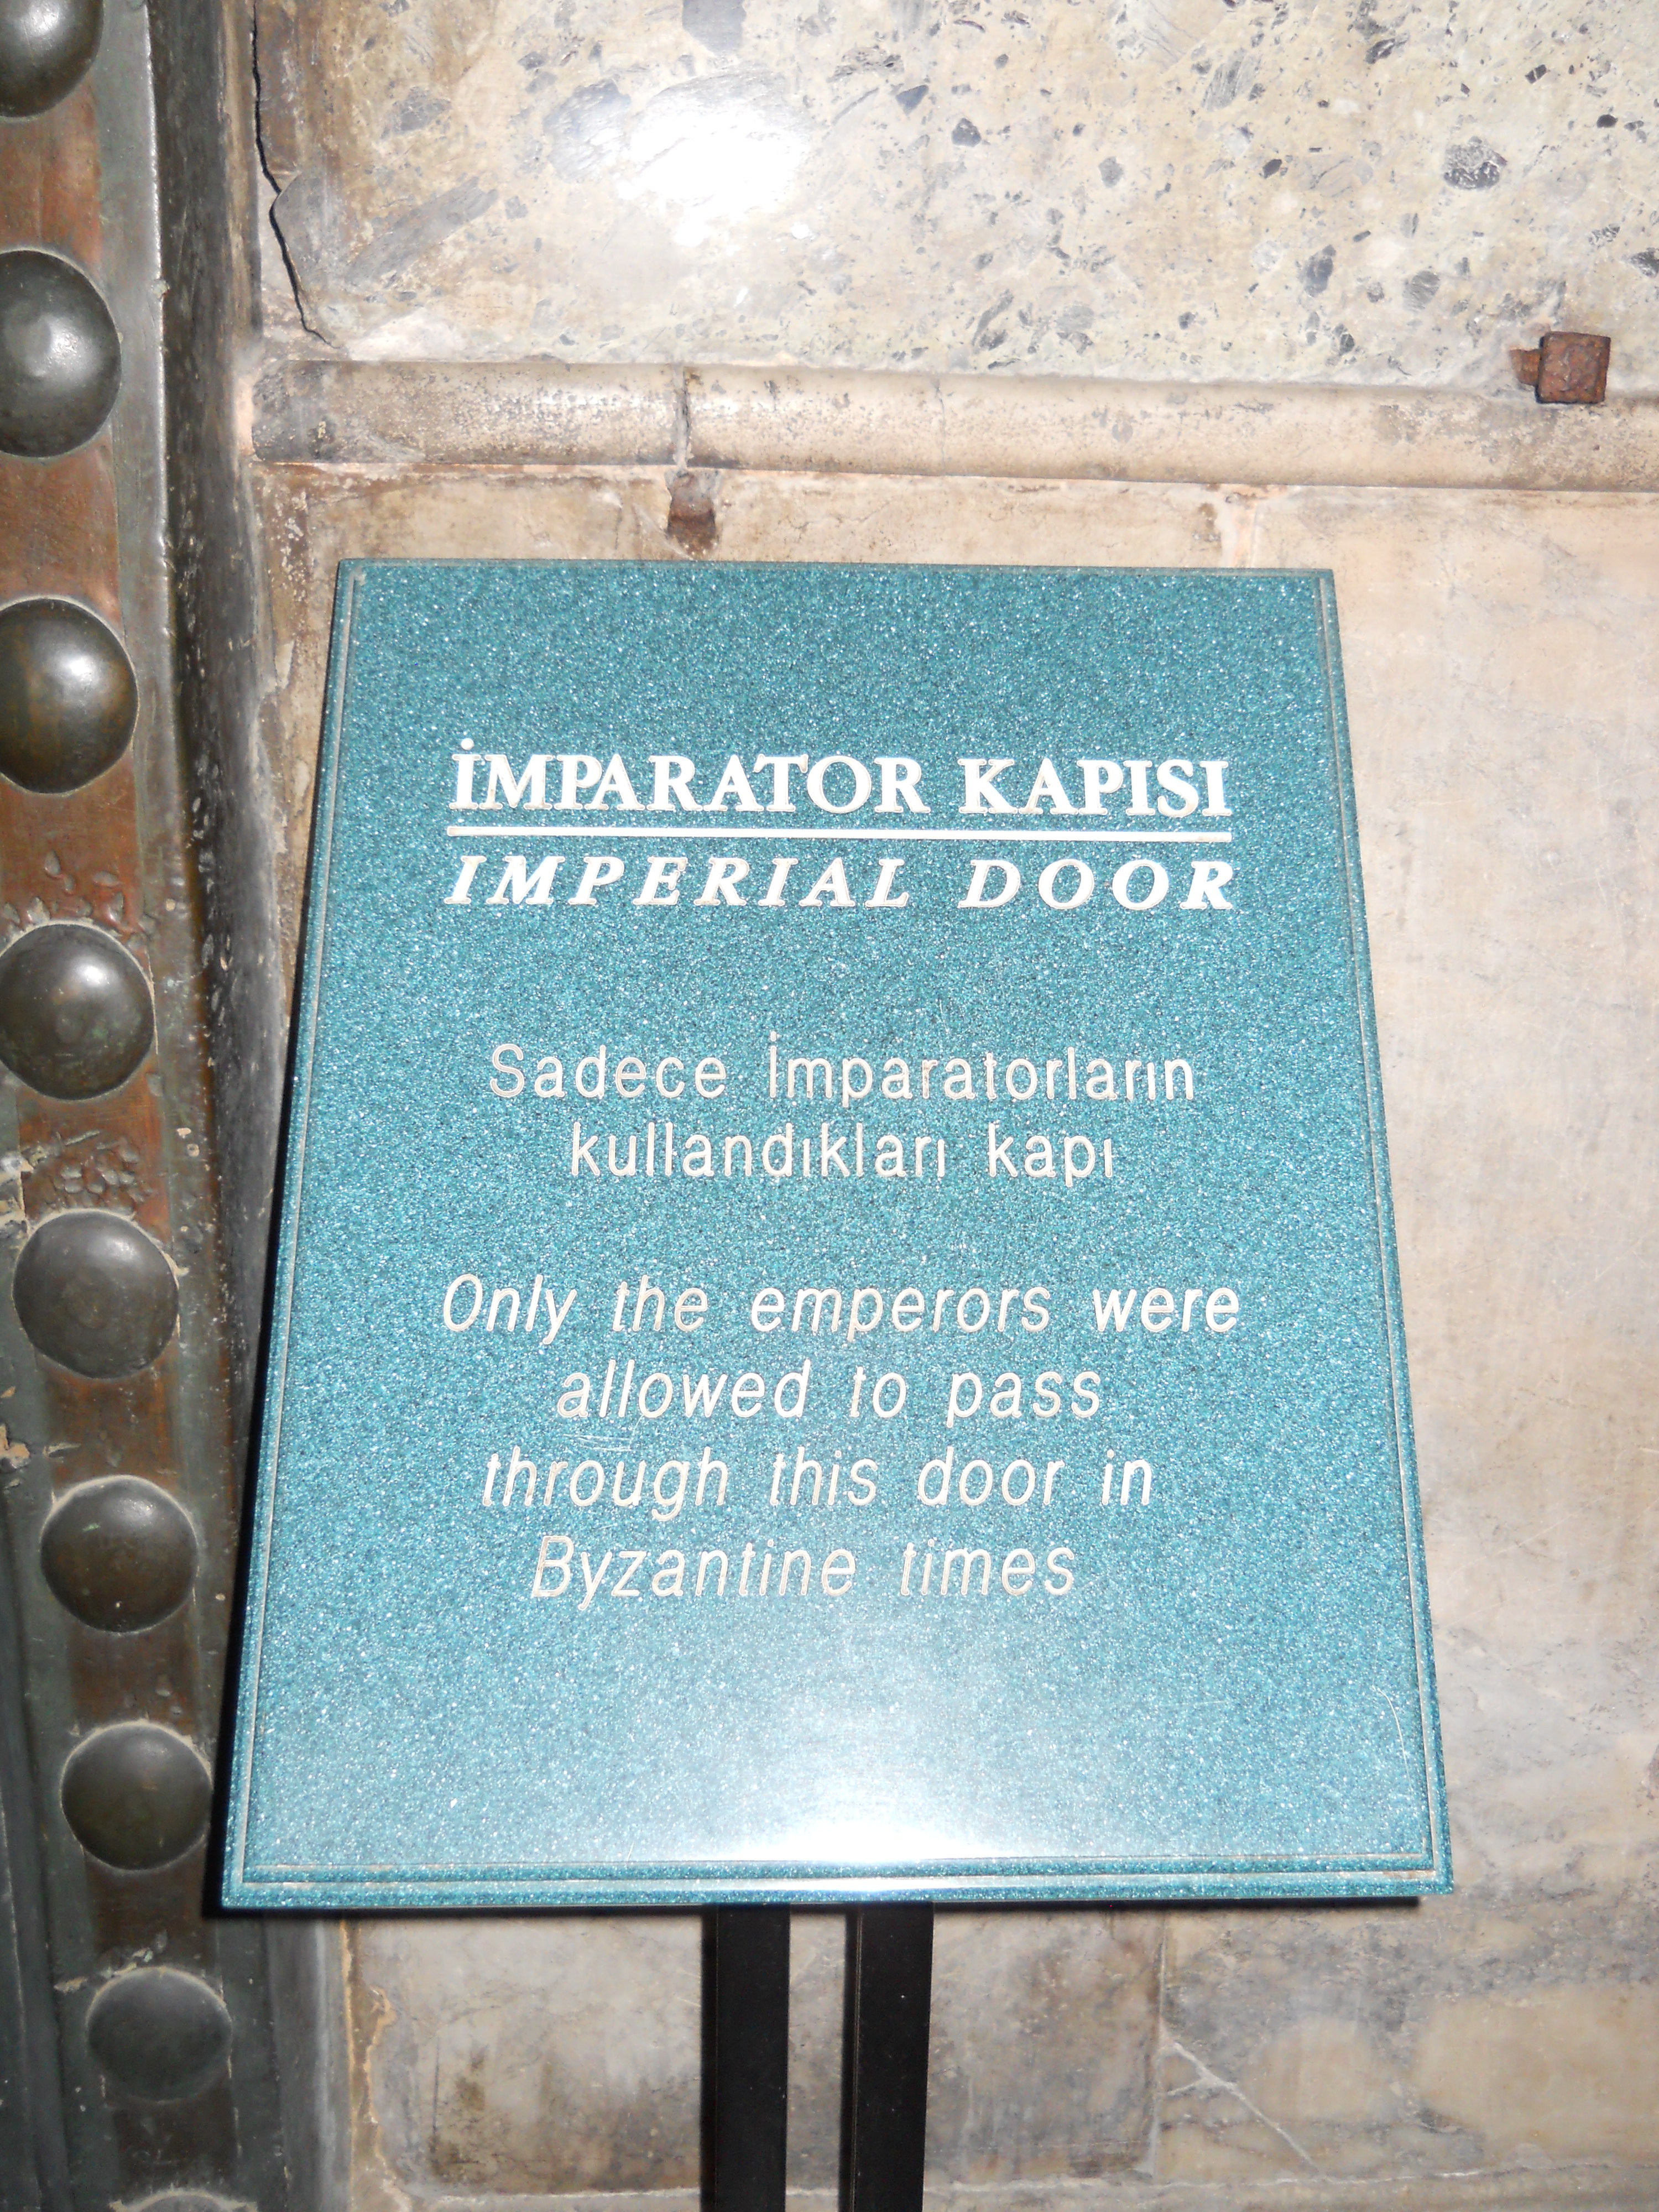 İMPARATOR KAPISI
IMPERIAL DOOR
Sadece İmparatorların
kullandıkları kapı
Only the emperors were
allowed to pass
through this door in
Byzantine times